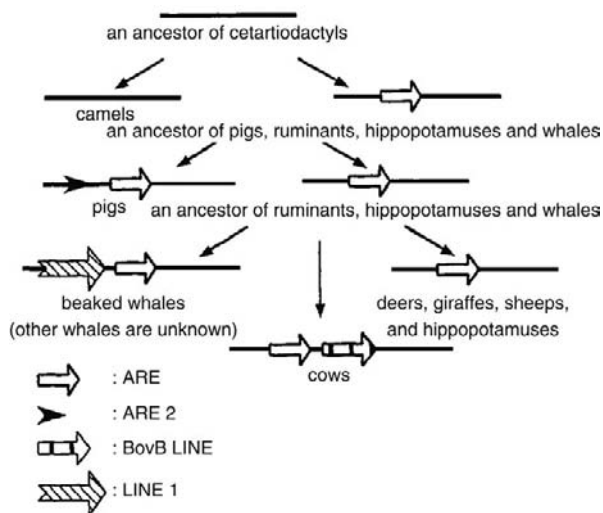 an ancestor of cetartiodactyls
camels
an ancestor of pigs, ruminants, hippopotamuses and whales
pigs
an ancestor of ruminants, hippopotamuses and whales
beaked whales
(other whales are unknown)
deers, giraffes, sheeps,
and hippopotamuses
cows
: ARE
: ARE 2
: BovB LINE
: LINE 1